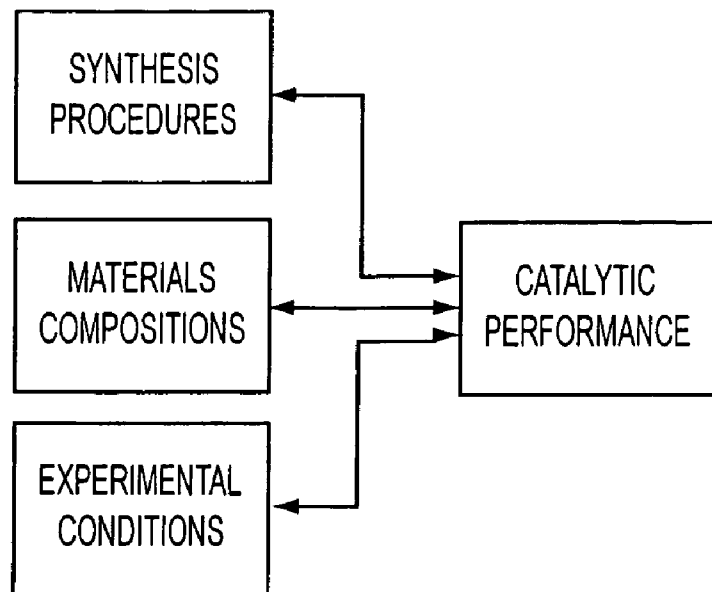 SYNTHESIS
PROCEDURES
MATERIALS
COMPOSITIONS
EXPERIMENTAL
CONDITIONS
CATALYTIC
PERFORMANCE